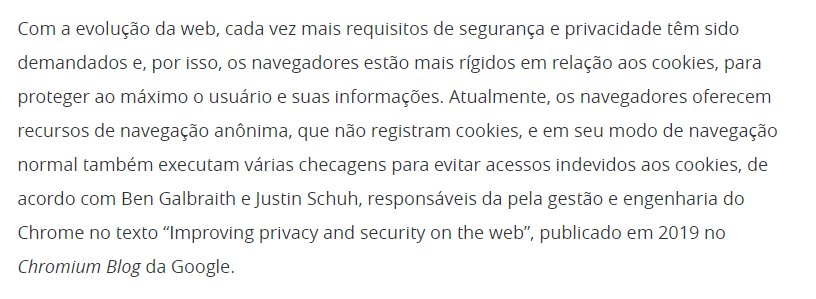 Com a evolução da web, cada vez mais requisitos de segurança e privacidade têm sido
demandados e, por isso, os navegadores estão mais rígidos em relação aos cookies, para
proteger ao máximo o usuário e suas informações. Atualmente, os navegadores oferecem
recursos de navegação anônima, que não registram cookies, e em seu modo de navegação
normal também executam várias checagens para evitar acessos indevidos aos cookies, de
acordo com Ben Galbraith e Justin Schuh, responsáveis da pela gestão e engenharia do
Chrome no texto “Improving privacy and security on the web”, publicado em 2019 no
Chromium Blog da Google.